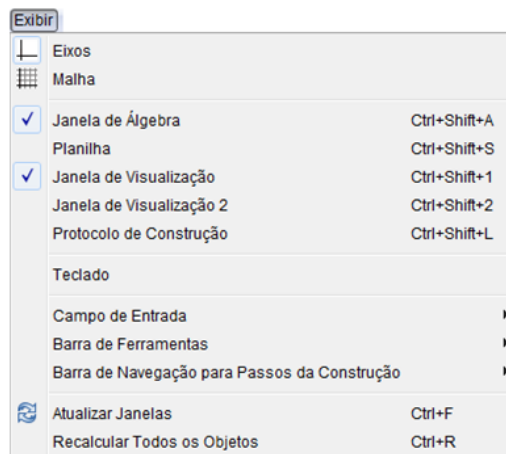 Exibir
Eixos
Malha
Janela de Álgebra Ctrl+Shift+A
Planilha Ctrl+Shift+S
Janela de Visualização Ctrl+Shift+1
Janela de Visualização 2 Ctrl+Shift+2
Protocolo de Construção Ctrl+Shift+L
Teclado
Campo de Entrada
Barra de Ferramentas
Barra de Navegação para Passos da Construção
Atualizar Janelas Ctrl+F
Recalcular Todos os Objetos Ctrl+R